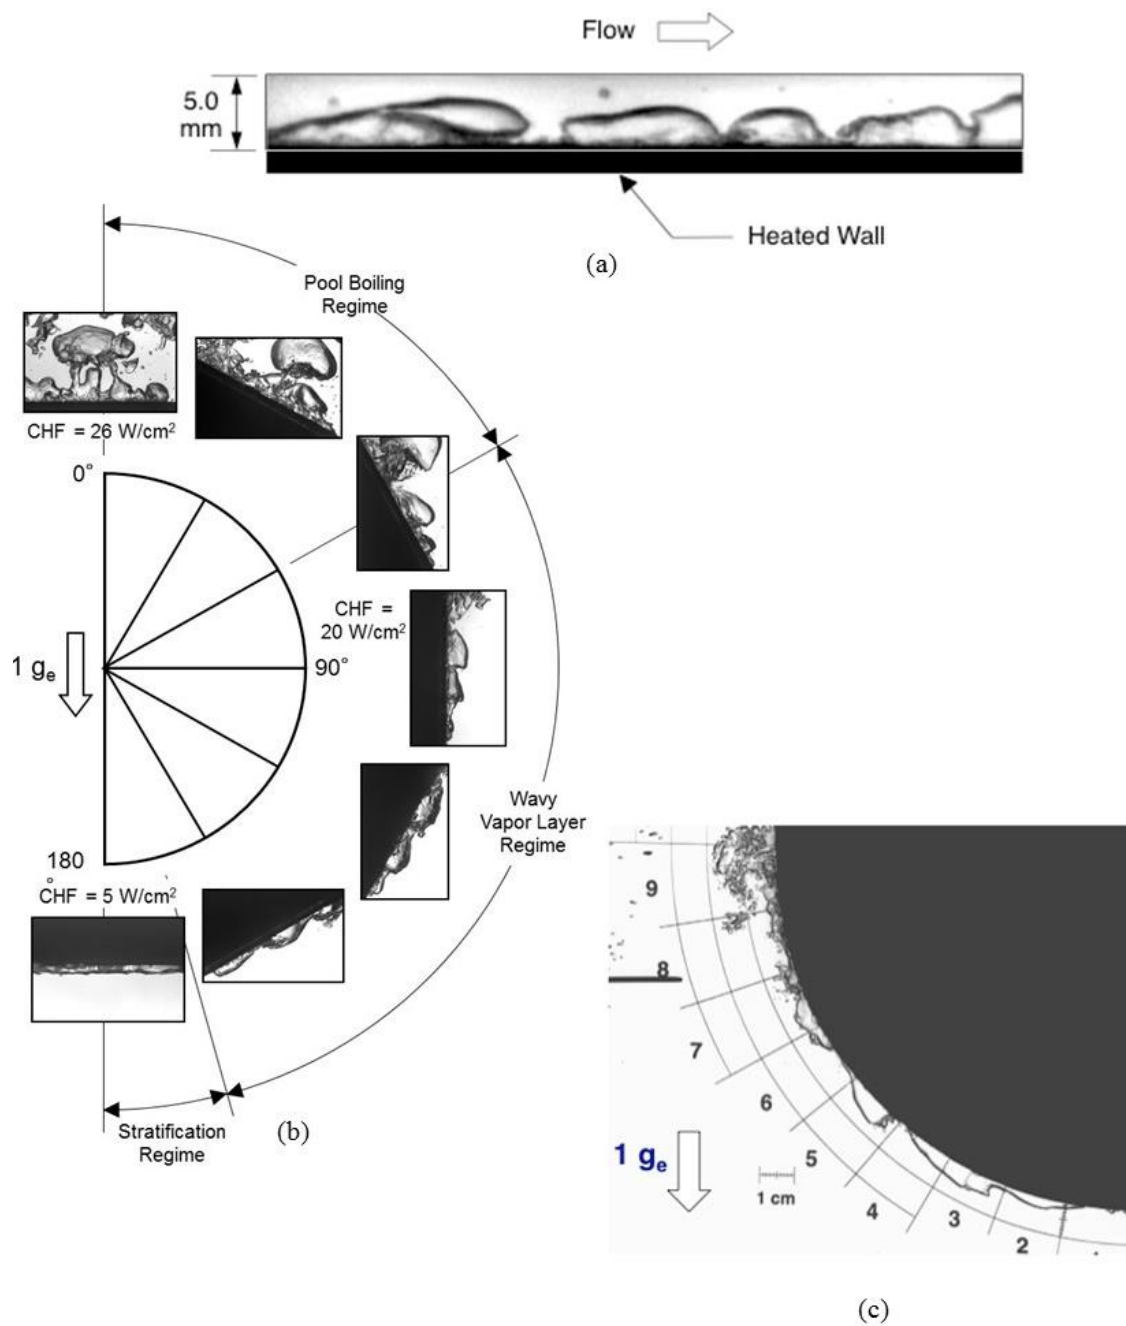 Flow
5.0
mm
Heated Wall
(a)
Pool Boiling
Regime
CHF = 26 W/cm²
0°
CHF =
20 W/cm²
1 gₑ
90°
Wavy
Vapor Layer
Regime
180
°
CHF = 5 W/cm²
Stratification
Regime
(b)
9
8
7
6
5
4
3
2
1 gₑ
1 cm
(c)